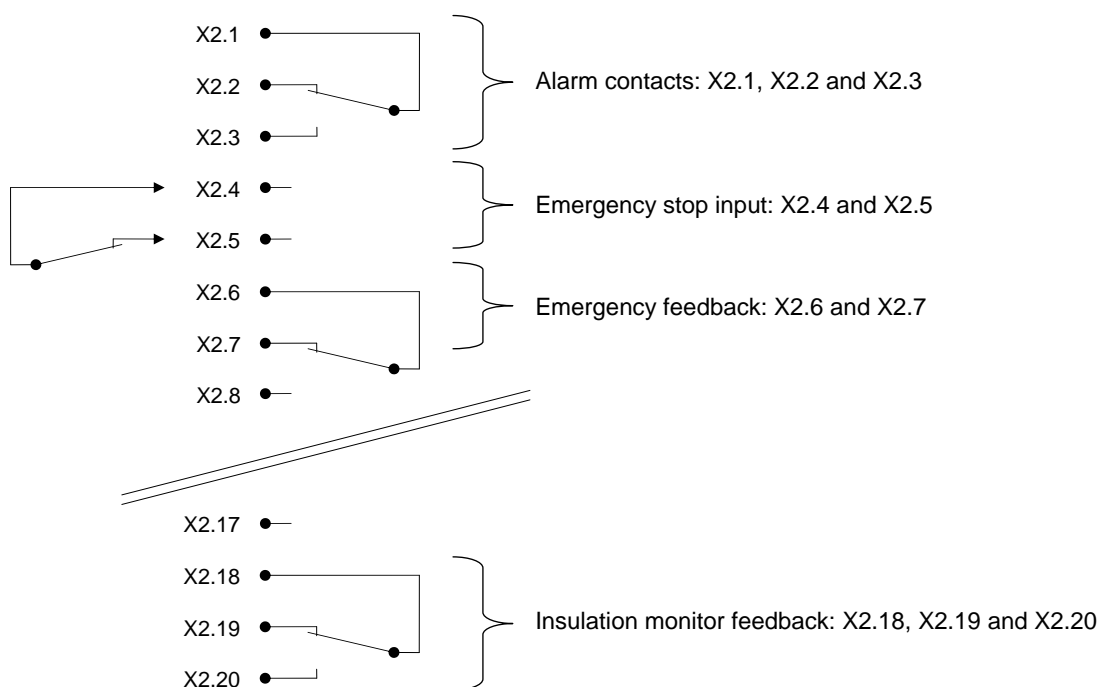 X2.1
X2.2
Alarm contacts: X2.1, X2.2 and X2.3
X2.3
X2.4
Emergency stop input: X2.4 and X2.5
X2.5
X2.6
Emergency feedback: X2.6 and X2.7
X2.7
X2.8
X2.17
X2.18
X2.19
Insulation monitor feedback: X2.18, X2.19 and X2.20
X2.20